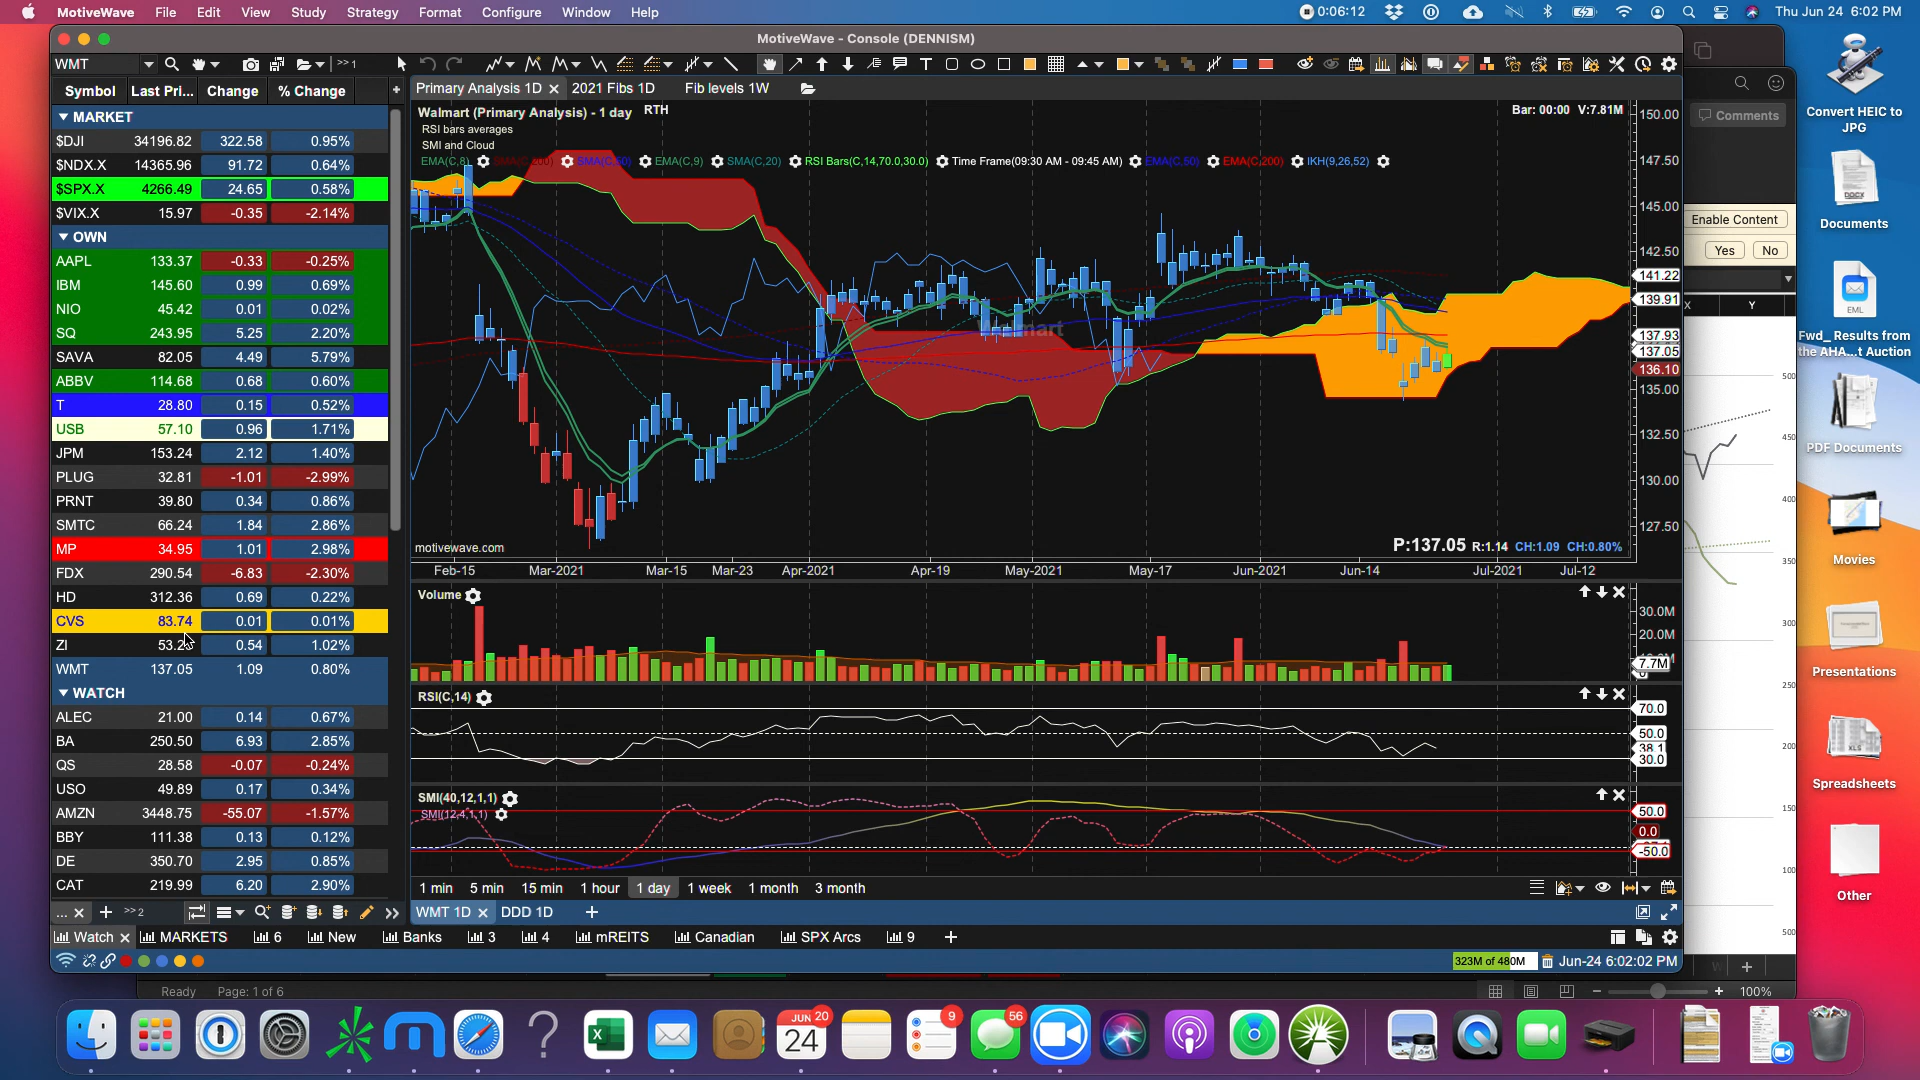 MotiveWave File Edit View Study Strategy Format Configure Window Help 0:06:12 Thu Jun 24 6:02 PM
MotiveWave - Console (DENNISM)
WMT >> 1
Symbol Last Pri... Change % Change
Primary Analysis 1D 2021 Fibs 1D Fib levels 1W
MARKET
$DJI 34196.82 322.58 0.95%
$NDX.X 14365.96 91.72 0.64%
$SPX.X 4266.49 24.65 0.58%
$VIX.X 15.97 -0.35 -2.14%
OWN
AAPL 133.37 -0.33 -0.25%
IBM 145.60 0.99 0.69%
NIO 45.42 0.01 0.02%
SQ 243.95 5.25 2.20%
SAVA 82.05 4.49 5.79%
ABBV 114.68 0.68 0.60%
T 28.80 0.15 0.52%
USB 57.10 0.96 1.71%
JPM 153.24 2.12 1.40%
PLUG 32.81 -1.01 -2.99%
PRNT 39.80 0.34 0.86%
SMTC 66.24 1.84 2.86%
MP 34.95 1.01 2.98%
FDX 290.54 -6.83 -2.30%
HD 312.36 0.69 0.22%
CVS 83.74 0.01 0.01%
ZI 0.54 1.02%
WMT 137.05 1.09 0.80%
WATCH
ALEC 21.00 0.14 0.67%
BA 250.50 6.93 2.85%
QS 28.58 -0.07 -0.24%
USO 49.89 0.17 0.34%
AMZN 3448.75 -55.07 -1.57%
BBY 111.38 0.13 0.12%
DE 350.70 2.95 0.85%
CAT 219.99 6.20 2.90%
Walmart (Primary Analysis) - 1 day RTH
Bar: 00:00 V:7.81M
RSI bars averages
SMI and Cloud
EMA(C,8) SMA(C,200) SMA(C,50) EMA(C,9) SMA(C,20) RSI Bars(C,14,70.0,30.0) Time Frame(09:30 AM - 09:45 AM) EMA(C,50) EMA(C,200) IKH(9,26,52)
Walmart
150.00
147.50
145.00
142.50
141.22
139.91
137.93
137.05
136.10
135.00
132.50
130.00
127.50
motivewave.com
P:137.05 R:1.14 CH:1.09 CH:0.80%
Feb-15 Mar-2021 Mar-15 Mar-23 Apr-2021 Apr-19 May-2021 May-17 Jun-2021 Jun-14 Jul-2021 Jul-12
Volume
30.0M
20.0M
7.7M
RSI(C,14)
70.0
50.0
38.1
30.0
SMI(40,12,1,1)
SMI(12,4,1,1)
50.0
0.0
-50.0
1 min 5 min 15 min 1 hour 1 day 1 week 1 month 3 month
... >> 2
WMT 1D DDD 1D
Watch MARKETS 6 New Banks 3 4 mREITS Canadian SPX Arcs 9
323M of 480M Jun-24 6:02:02 PM
Comments
Enable Content
Yes No
X Y
Ready Page: 1 of 6 100%
Convert HEIC to
JPG
DOCX
Documents
EML
Fwd_ Results from
the AHA...t Auction
PDF Documents
Movies
Presentations
XLS
Spreadsheets
Other
JUN 20
24
9
56